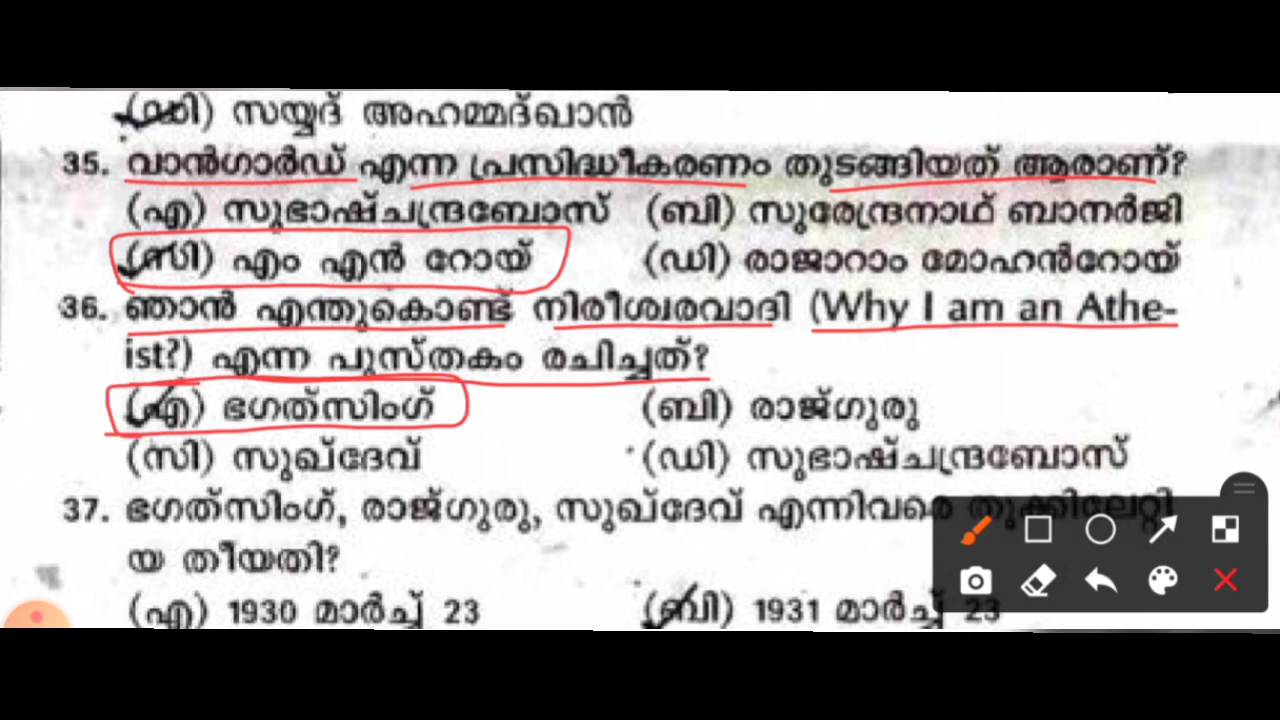 (ഡി) സയ്യദ് അഹമ്മദ്ഖാൻ
35. വാൻഗാർഡ് എന്ന പ്രസിദ്ധീകരണം തുടങ്ങിയത് ആരാണ്?
(എ) സുഭാഷ്ചന്ദ്രബോസ് (ബി) സുരേന്ദ്രനാഥ് ബാനർജി
(സി) എം എൻ റോയ് (ഡി) രാജാറാം മോഹൻറോയ്
36. ഞാൻ എന്തുകൊണ്ട് നിരീശ്വരവാദി (Why I am an Athe-
ist?) എന്ന പുസ്തകം രചിച്ചത്?
(എ) ഭഗത്സിംഗ് (ബി) രാജ്ഗുരു
(സി) സുഖ്ദേവ് (ഡി) സുഭാഷ്ചന്ദ്രബോസ്
37. ഭഗത്സിംഗ്, രാജ്ഗുരു, സുഖ്ദേവ് എന്നിവരെ തൂക്കിലേറ്റി
യ തീയതി?
(എ) 1930 മാർച്ച് 23 (ബി) 1931 മാർച്ച് 23